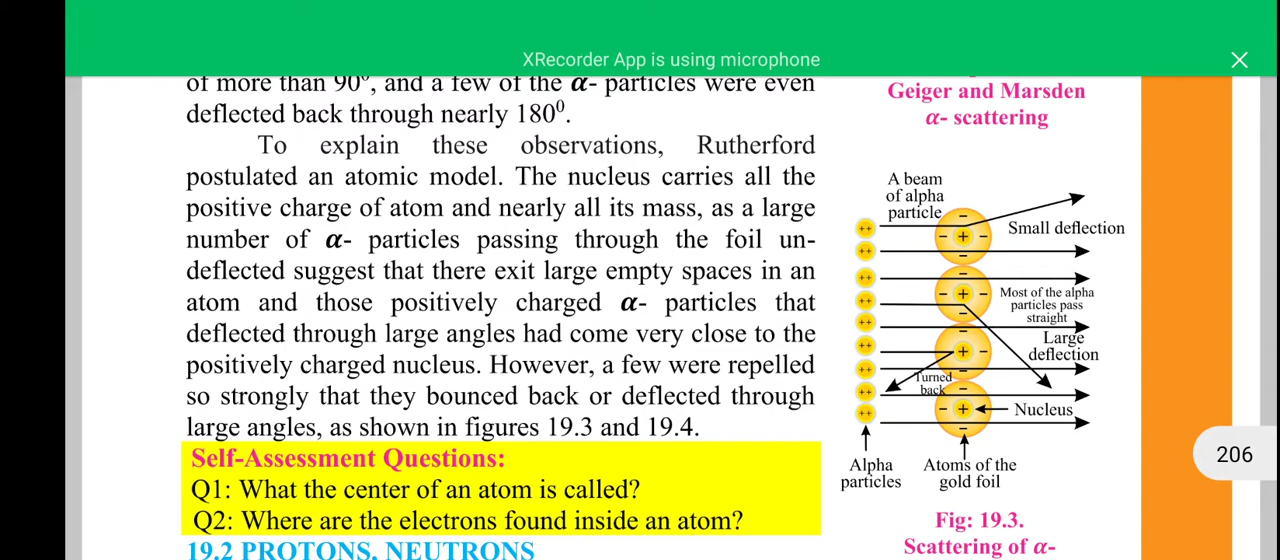 XRecorder App is using microphone
of more than 90⁰, and a few of the α- particles were even
deflected back through nearly 180⁰.
To explain these observations, Rutherford
postulated an atomic model. The nucleus carries all the
positive charge of atom and nearly all its mass, as a large
number of α- particles passing through the foil un-
deflected suggest that there exit large empty spaces in an
atom and those positively charged α- particles that
deflected through large angles had come very close to the
positively charged nucleus. However, a few were repelled
so strongly that they bounced back or deflected through
large angles, as shown in figures 19.3 and 19.4.
Self-Assessment Questions:
Q1: What the center of an atom is called?
Q2: Where are the electrons found inside an atom?
19.2 PROTONS, NEUTRONS
Geiger and Marsden
α- scattering
A beam
of alpha
particle
Small deflection
Most of the alpha
particles pass
straight
Large
deflection
Turned
back
Nucleus
Alpha
particles
Atoms of the
gold foil
Fig: 19.3.
Scattering of α-
206